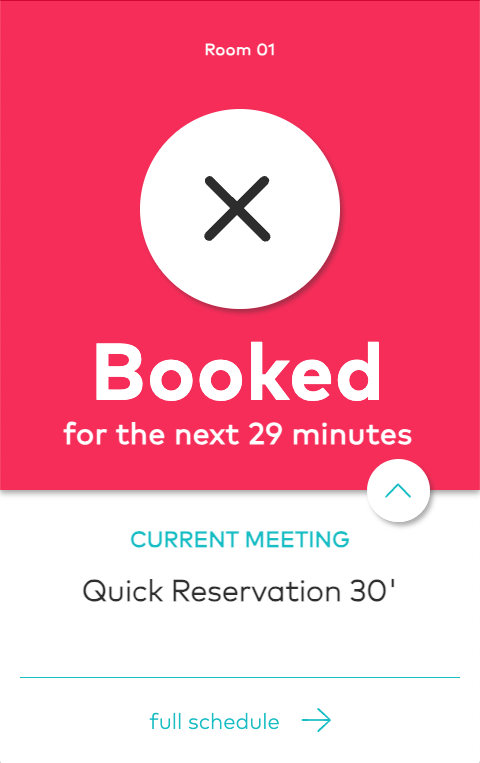 Room 01
Booked
for the next 29 minutes
CURRENT MEETING
Quick Reservation 30'
full schedule